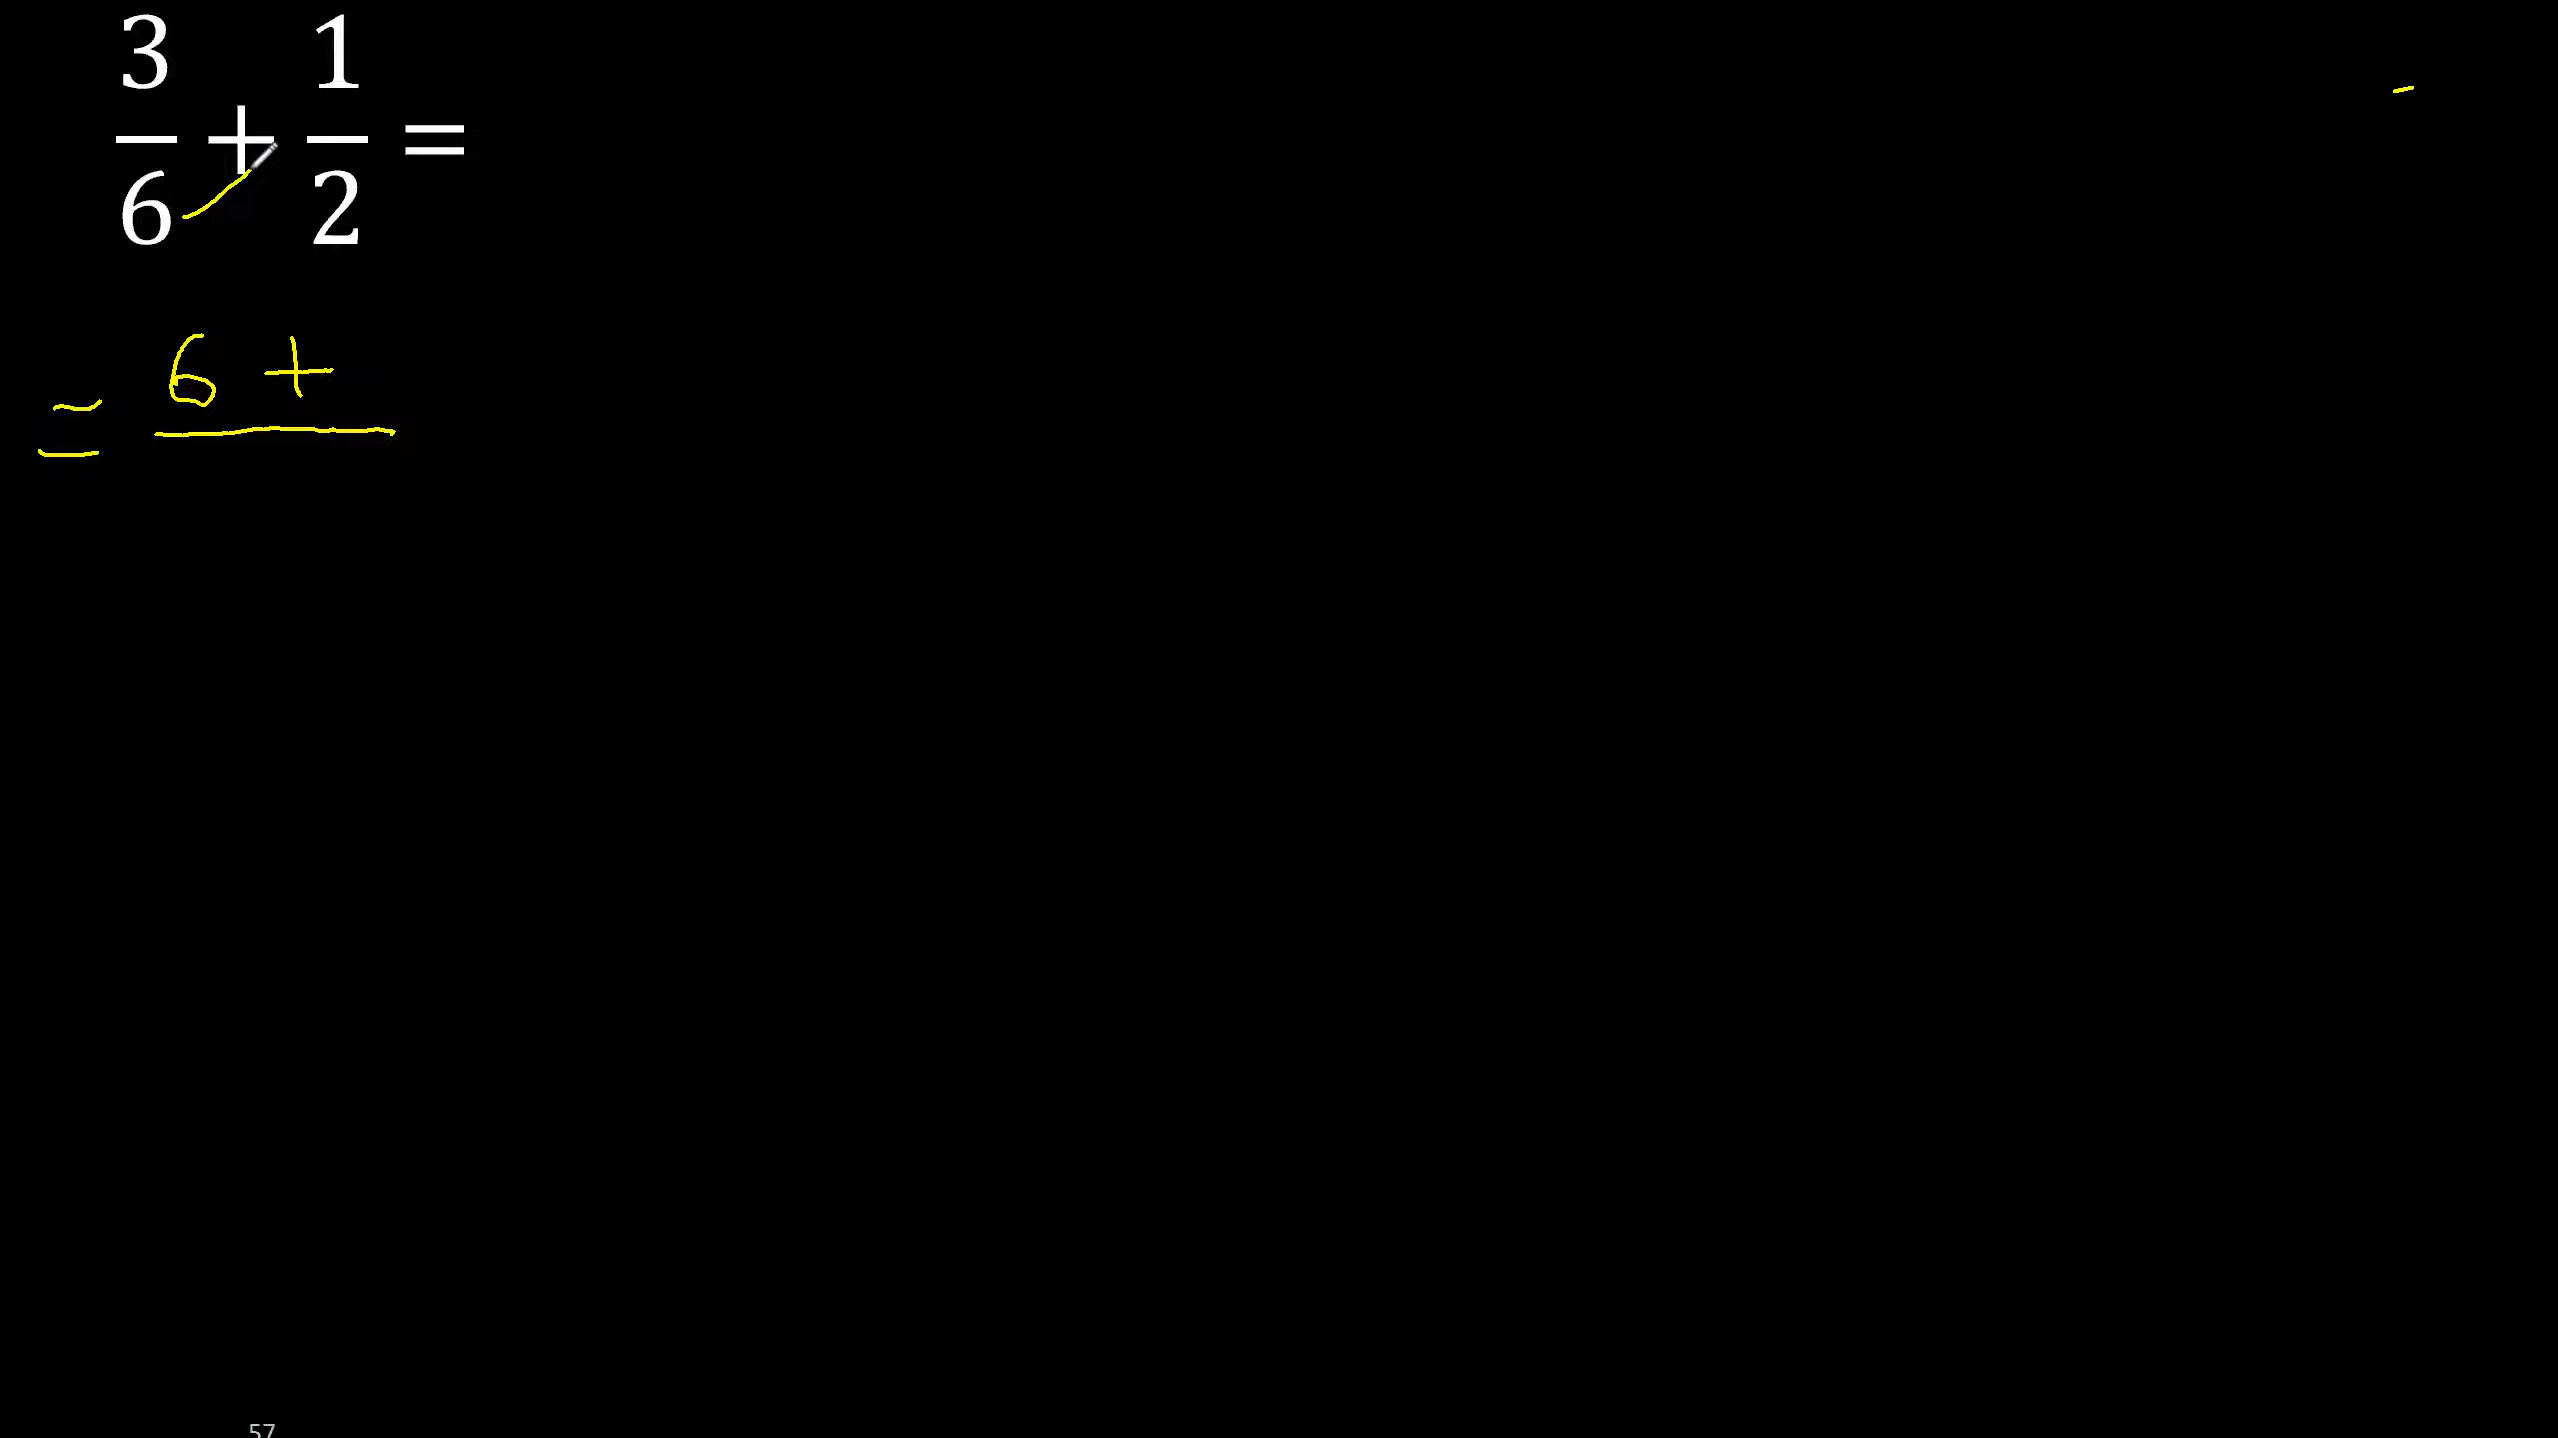 3/6 + 1/2 =
= 6 +
57